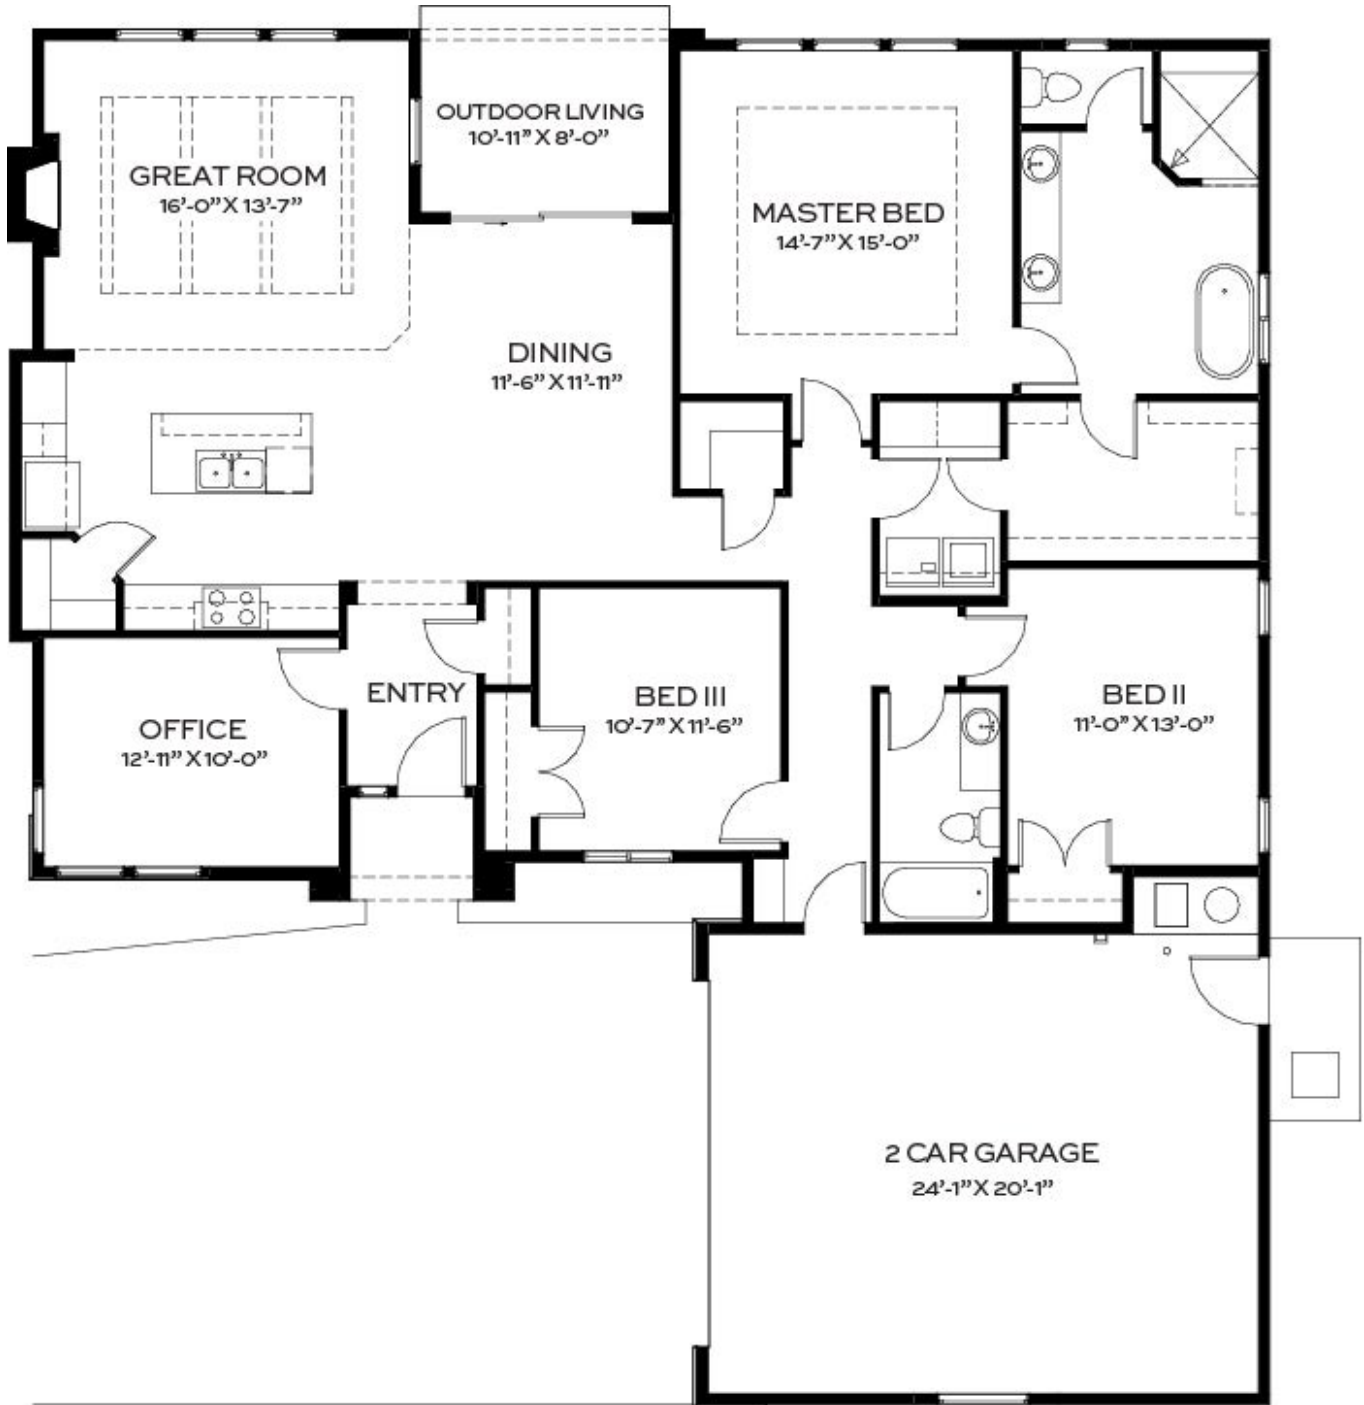 OUTDOOR LIVING
10'-11" X 8'-0"
GREAT ROOM
16'-0" X 13'-7"
MASTER BED
14'-7" X 15'-0"
DINING
11'-6" X 11'-11"
ENTRY
BED III
10'-7" X 11'-6"
BED II
11'-0" X 13'-0"
OFFICE
12'-11" X 10'-0"
2 CAR GARAGE
24'-1" X 20'-1"